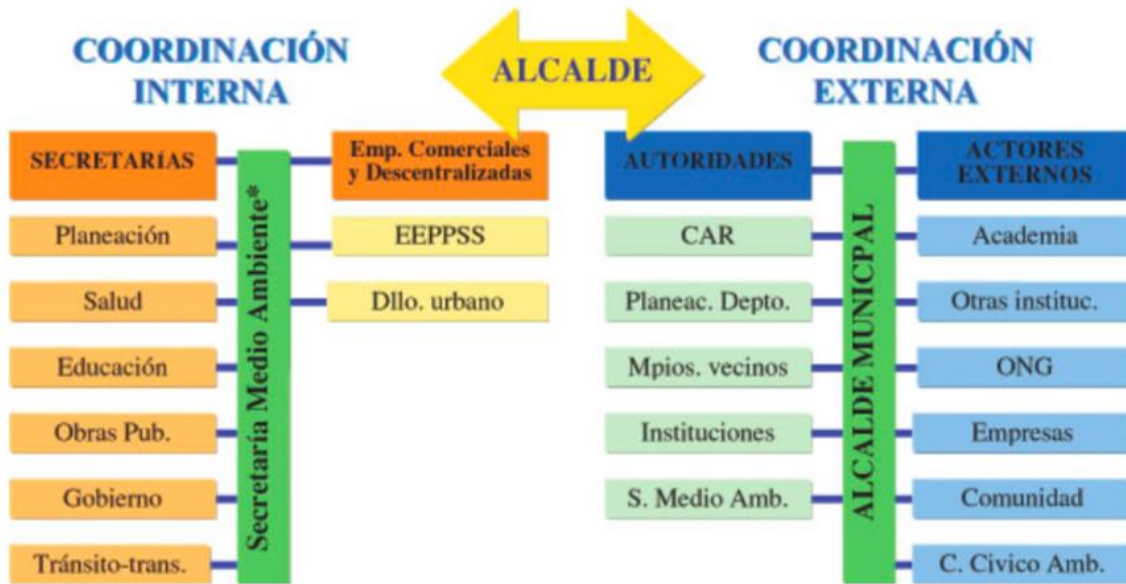 COORDINACIÓN
INTERNA
ALCALDE
COORDINACIÓN
EXTERNA
SECRETARÍAS
Planeación
Salud
Educación
Obras Pub.
Gobierno
Tránsito-trans.
Secretaría Medio Ambiente*
Emp. Comerciales
y Descentralizadas
EEPPSS
Dllo. urbano
AUTORIDADES
CAR
Planeac. Depto.
Mpios. vecinos
Instituciones
S. Medio Amb.
ALCALDE MUNICPAL
ACTORES
EXTERNOS
Academia
Otras instituc.
ONG
Empresas
Comunidad
C. Civico Amb.